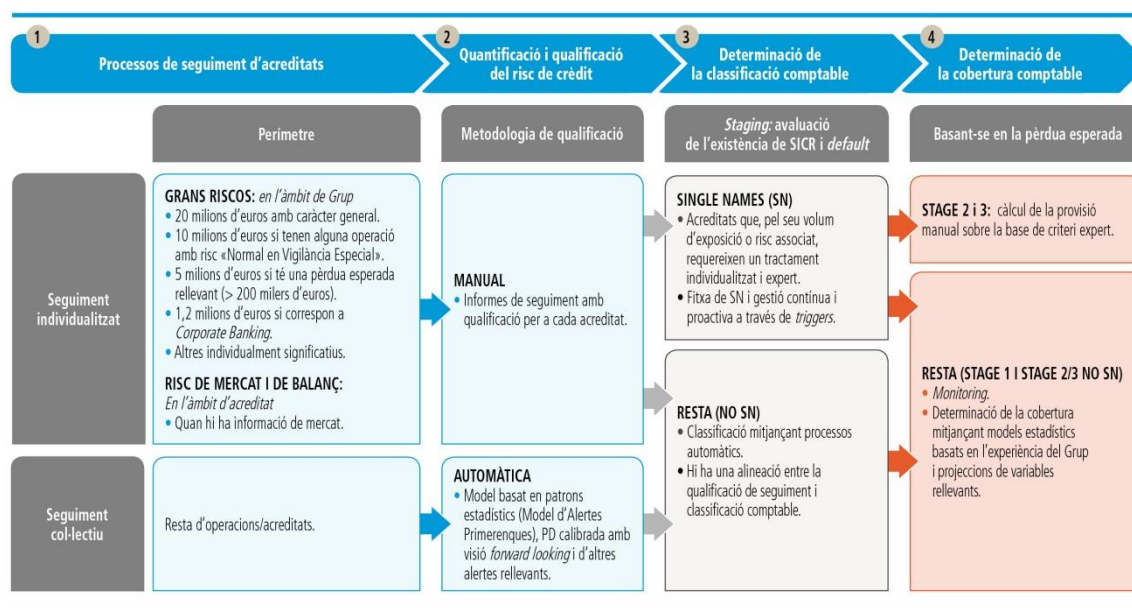 1
Processos de seguiment d'acreditats
2
Quantificació i qualificació
del risc de crèdit
3
Determinació de
la classificació comptable
4
Determinació de
la cobertura comptable
Perímetre
Metodologia de qualificació
Staging: avaluació
de l'existència de SICR i default
Basant-se en la pèrdua esperada
Seguiment
individualitzat
GRANS RISCOS: en l'àmbit de Grup
• 20 milions d'euros amb caràcter general.
• 10 milions d'euros si tenen alguna operació
amb risc «Normal en Vigilància Especial».
• 5 milions d'euros si té una pèrdua esperada
rellevant (> 200 milers d'euros).
• 1,2 milions d'euros si correspon a
Corporate Banking.
• Altres individualment significatius.
RISC DE MERCAT I DE BALANÇ:
En l'àmbit d'acreditat
• Quan hi ha informació de mercat.
MANUAL
• Informes de seguiment amb
qualificació per a cada acreditat.
SINGLE NAMES (SN)
• Acreditats que, pel seu volum
d'exposició o risc associat,
requereixen un tractament
individualitzat i expert.
• Fitxa de SN i gestió contínua i
proactiva a través de triggers.
STAGE 2 i 3: càlcul de la provisió
manual sobre la base de criteri expert.
RESTA (NO SN)
• Classificació mitjançant processos
automàtics.
• Hi ha una alineació entre la
qualificació de seguiment i
classificació comptable.
RESTA (STAGE 1 I STAGE 2/3 NO SN)
• Monitoring.
• Determinació de la cobertura
mitjançant models estadístics
basats en l'experiència del Grup
i projeccions de variables
rellevants.
Seguiment
col·lectiu
Resta d'operacions/acreditats.
AUTOMÀTICA
• Model basat en patrons
estadístics (Model d'Alertes
Primerenques), PD calibrada amb
visió forward looking i d'altres
alertes rellevants.